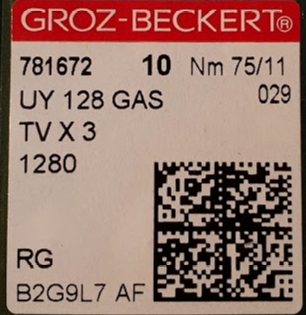 GROZ-BECKERT®
781672 10 Nm 75/11
UY 128 GAS 029
TV X 3
1280
RG
B2G9L7 AF